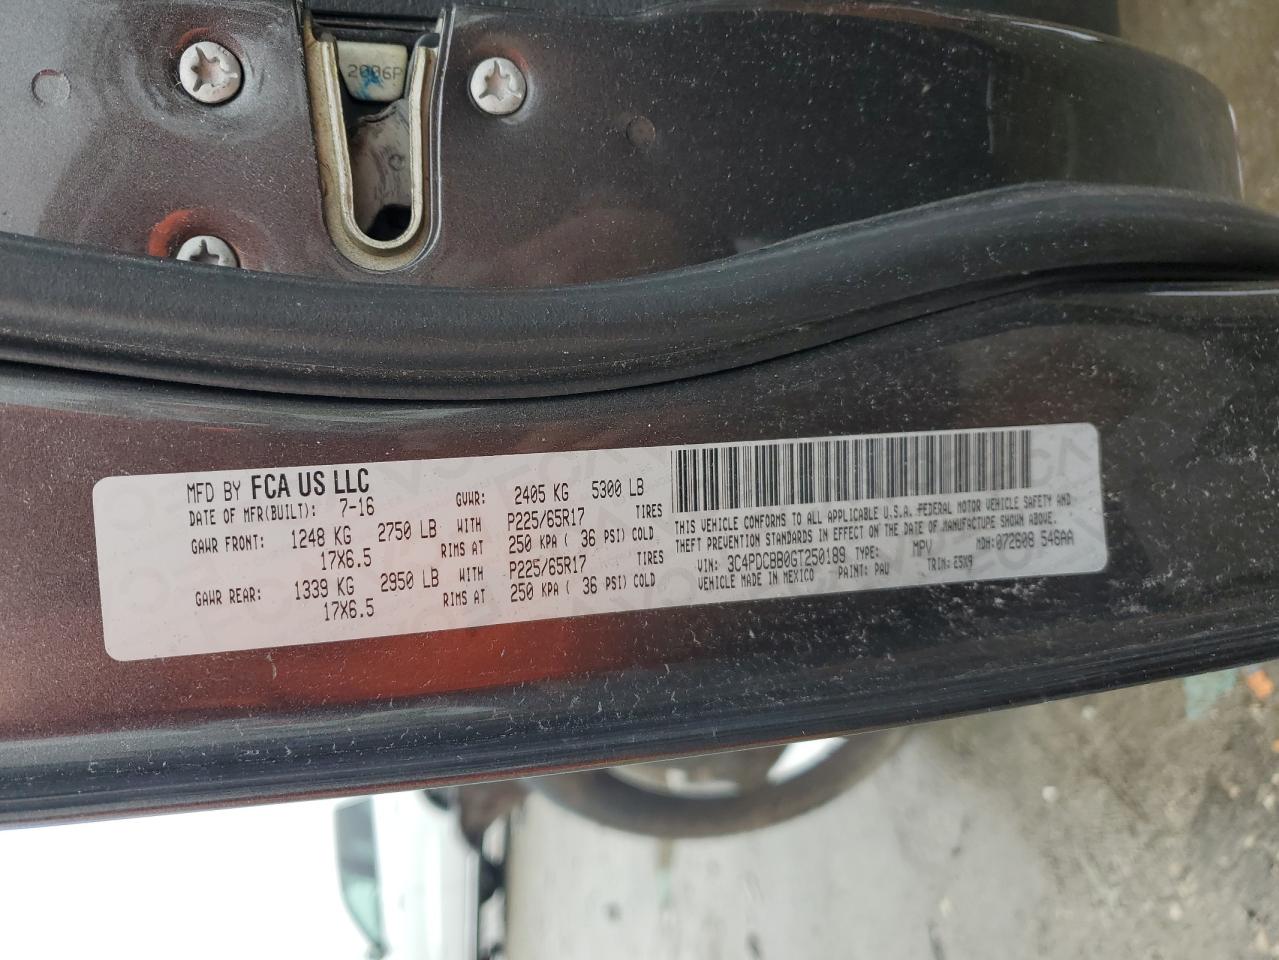 2006P
MFD BY FCA US LLC
DATE OF MFR(BUILT): 7-16 GVWR: 2405 KG 5300 LB
GAWR FRONT: 1248 KG 2750 LB WITH P225/65R17 TIRES
17X6.5 RIMS AT 250 KPA ( 36 PSI) COLD
GAWR REAR: 1339 KG 2950 LB WITH P225/65R17 TIRES
17X6.5 RIMS AT 250 KPA ( 36 PSI) COLD
THIS VEHICLE CONFORMS TO ALL APPLICABLE U.S.A. FEDERAL MOTOR VEHICLE SAFETY AND
THEFT PREVENTION STANDARDS IN EFFECT ON THE DATE OF MANUFACTURE SHOWN ABOVE.
VIN: 3C4PDCBB0GT250189 TYPE: MPV MDH: 072608 546AA
VEHICLE MADE IN MEXICO PAINT: PAU TRIM: E5X9